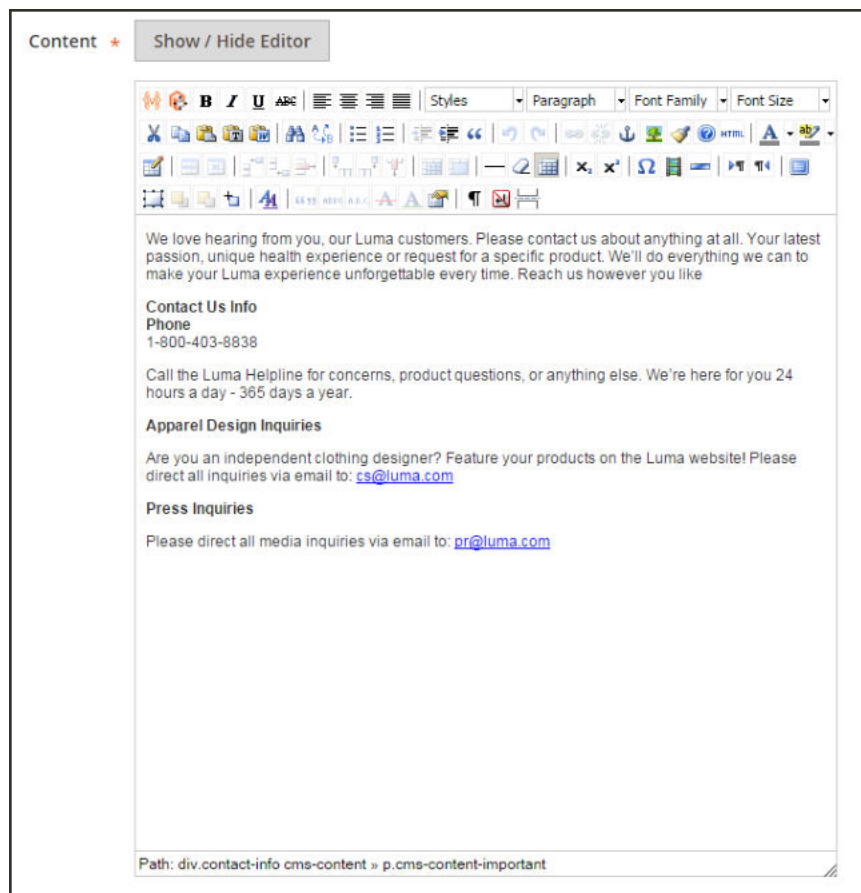 Content *
Show / Hide Editor
B I U ABC Styles Paragraph Font Family Font Size
HTML A ab
x₂ x² Ω
A A A ¶
We love hearing from you, our Luma customers. Please contact us about anything at all. Your latest
passion, unique health experience or request for a specific product. We'll do everything we can to
make your Luma experience unforgettable every time. Reach us however you like
Contact Us Info
Phone
1-800-403-8838
Call the Luma Helpline for concerns, product questions, or anything else. We're here for you 24
hours a day - 365 days a year.
Apparel Design Inquiries
Are you an independent clothing designer? Feature your products on the Luma website! Please
direct all inquiries via email to: cs@luma.com
Press Inquiries
Please direct all media inquiries via email to: pr@luma.com
Path: div.contact-info cms-content » p.cms-content-important